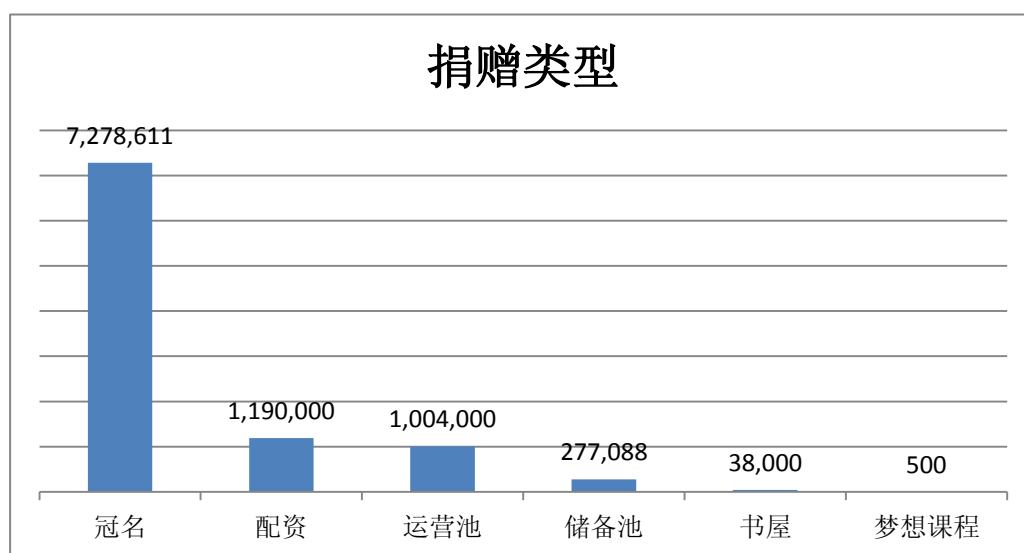 捐赠类型
7,278,611
1,190,000
1,004,000
277,088
38,000
500
冠名
配资
运营池
储备池
书屋
梦想课程